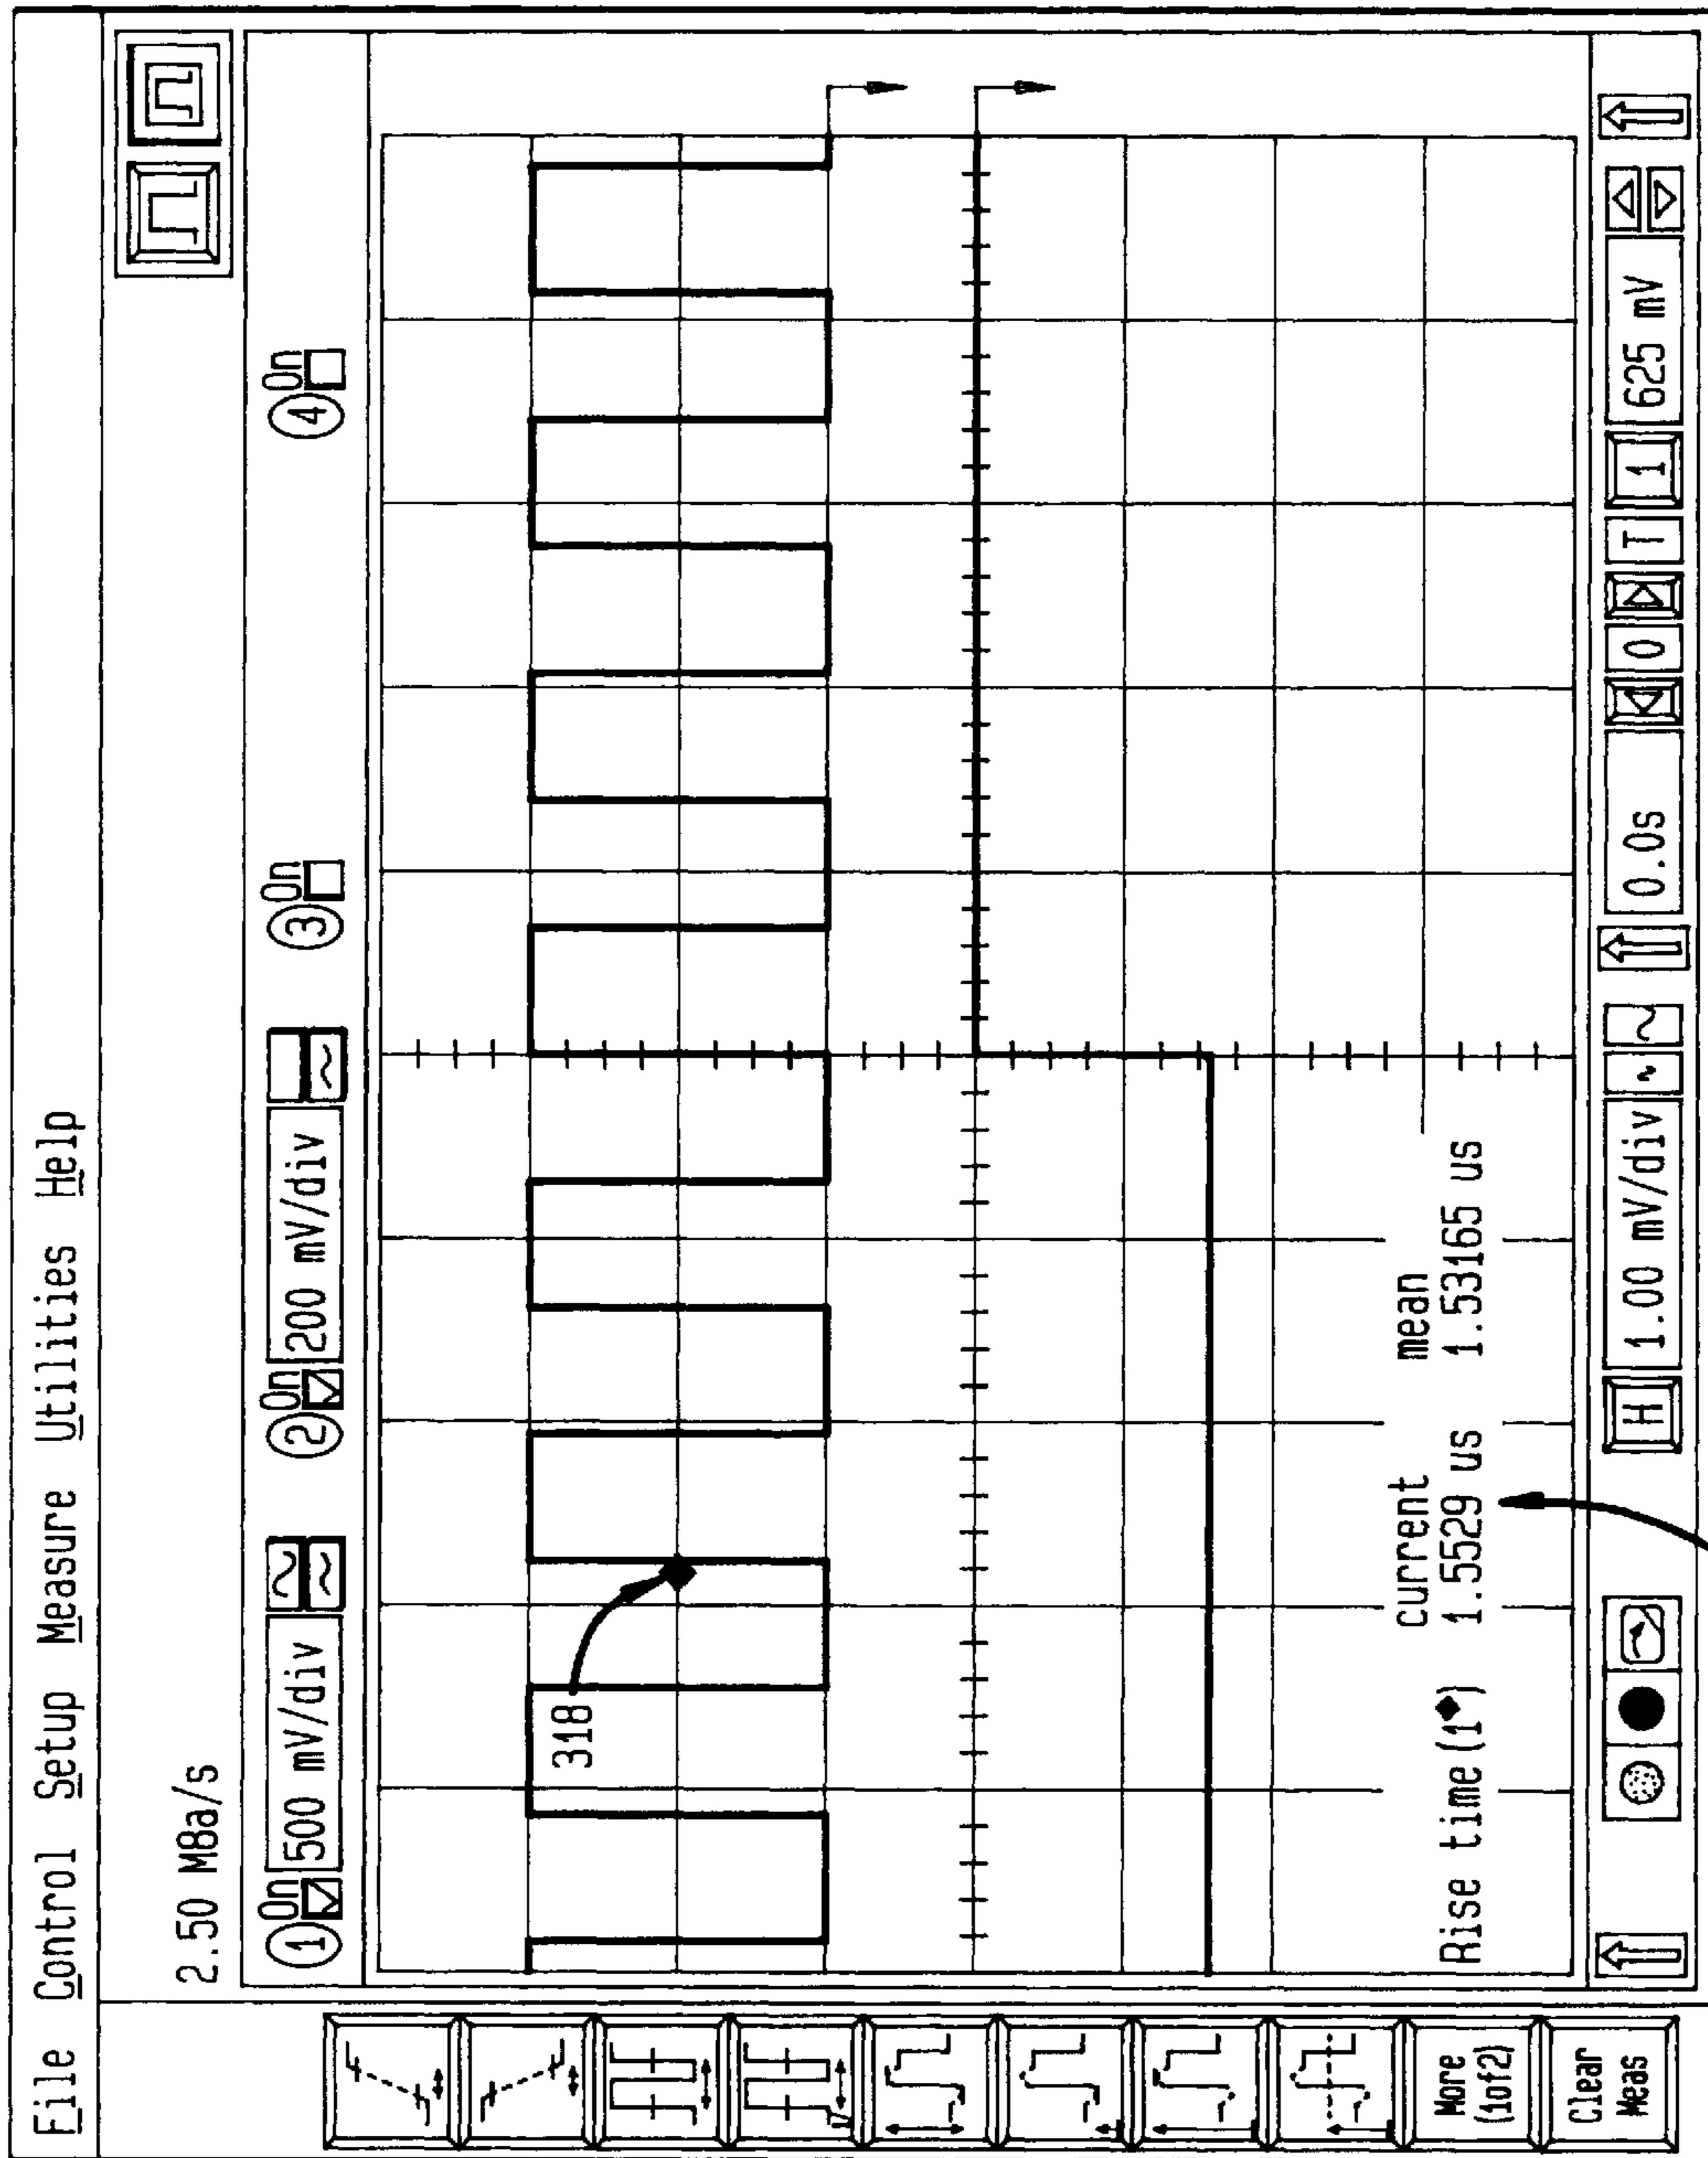 File Control Setup Measure Utilities Help
2.50 MBa/s
1 On 500 mV/div 2 On 200 mV/div 3 On 4 On
318
current mean
Rise time(1◆) 1.5529 us 1.53165 us
More
(1of2)
Clear
Meas
H 1.00 mV/div 0.0s 0 T 1 625 mV